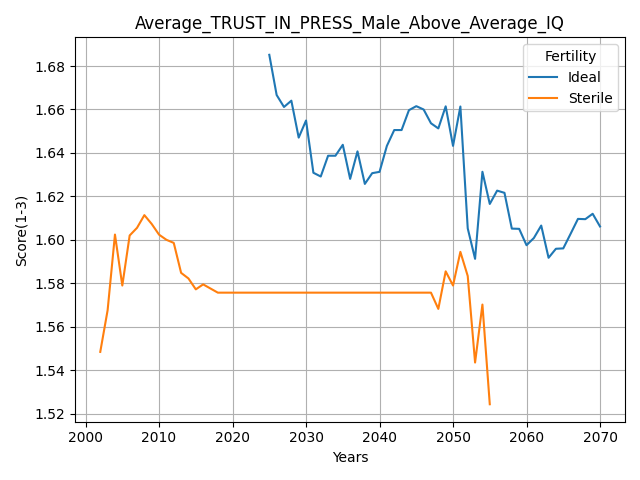 Average_TRUST_IN_PRESS_Male_Above_Average_IQ
Fertility
Ideal
Sterile
Score(1-3)
1.68
1.66
1.64
1.62
1.60
1.58
1.56
1.54
1.52
2000 2010 2020 2030 2040 2050 2060 2070
Years